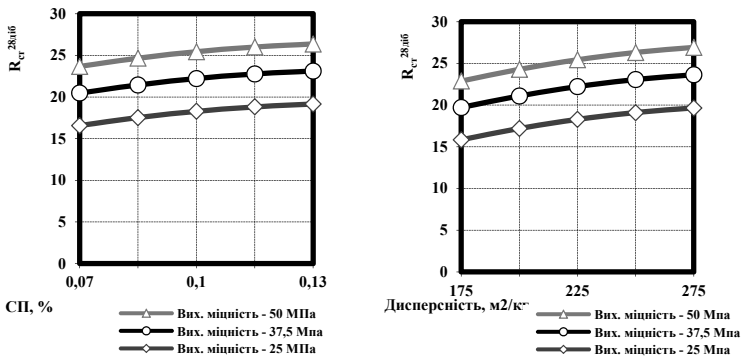 30
25
20
15
10
5
0
R ст 28діб
0,07 0,1 0,13
СП, %
Вих. міцність - 50 МПа
Вих. міцність - 37,5 Мпа
Вих. міцність - 25 МПа
30
25
20
15
10
5
0
R ст 28діб
175 225 275
Дисперсність, м2/кг
Вих. міцність - 50 Мпа
Вих. міцність - 37,5 Мпа
Вих. міцність - 25 Мпа